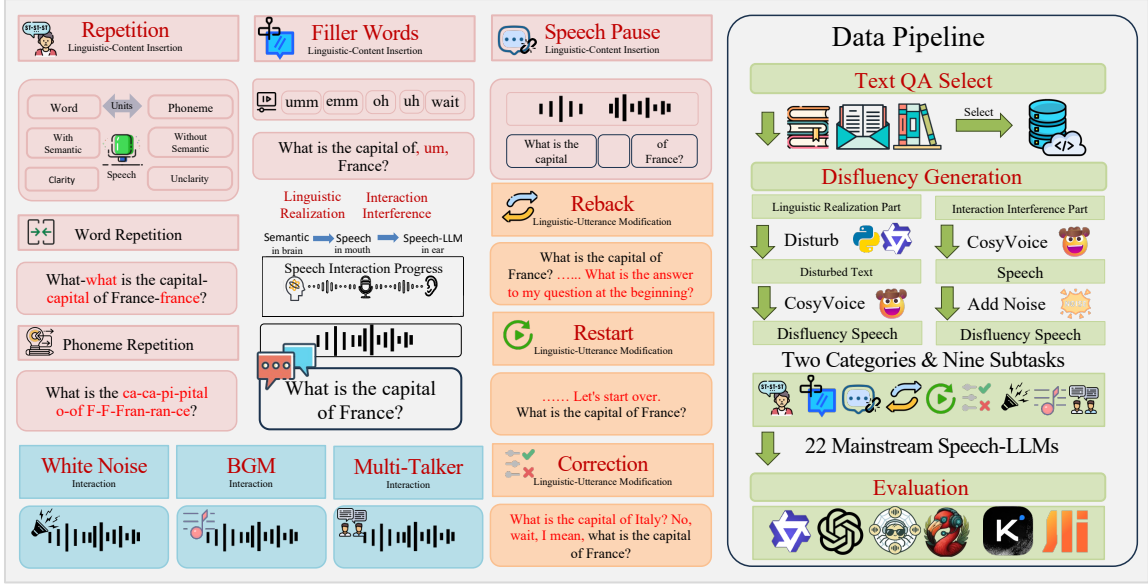 Repetition
Linguistic-Content Insertion
ST-ST-ST
Word
Units
Phoneme
With
Semantic
Without
Semantic
Clarity
Speech
Unclarity
Word Repetition
What-what is the capital-
capital of France-france?
Phoneme Repetition
What is the ca-ca-pi-pital
o-of F-F-Fran-ran-ce?
Filler Words
Linguistic-Content Insertion
umm emm oh uh wait
What is the capital of, um,
France?
Linguistic
Realization
Interaction
Interference
Semantic
in brain
Speech
in mouth
Speech-LLM
in ear
Speech Interaction Progress
What is the capital
of France?
Speech Pause
Linguistic-Content Insertion
What is the
capital
of
France?
Reback
Linguistic-Utterance Modification
What is the capital of
France? …... What is the answer
to my question at the beginning?
Restart
Linguistic-Utterance Modification
…… Let's start over.
What is the capital of France?
Correction
Linguistic-Utterance Modification
What is the capital of Italy? No,
wait, I mean, what is the capital
of France?
White Noise
Interaction
BGM
Interaction
Multi-Talker
Interaction
Data Pipeline
Text QA Select
Select
Disfluency Generation
Linguistic Realization Part
Interaction Interference Part
Disturb
CosyVoice
Disturbed Text
Speech
CosyVoice
Add Noise
Disfluency Speech
Disfluency Speech
Two Categories & Nine Subtasks
ST-ST-ST
22 Mainstream Speech-LLMs
Evaluation
K